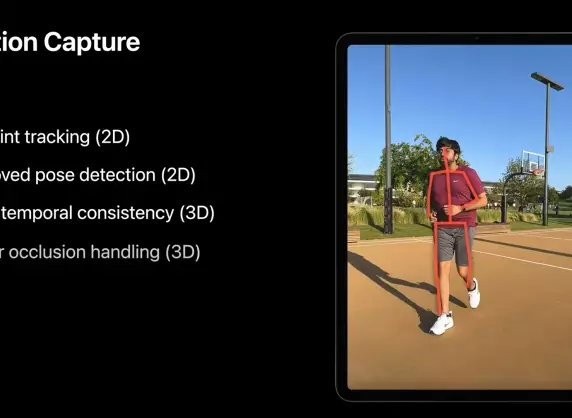 tion Capture
int tracking (2D)
oved pose detection (2D)
temporal consistency (3D)
r occlusion handling (3D)